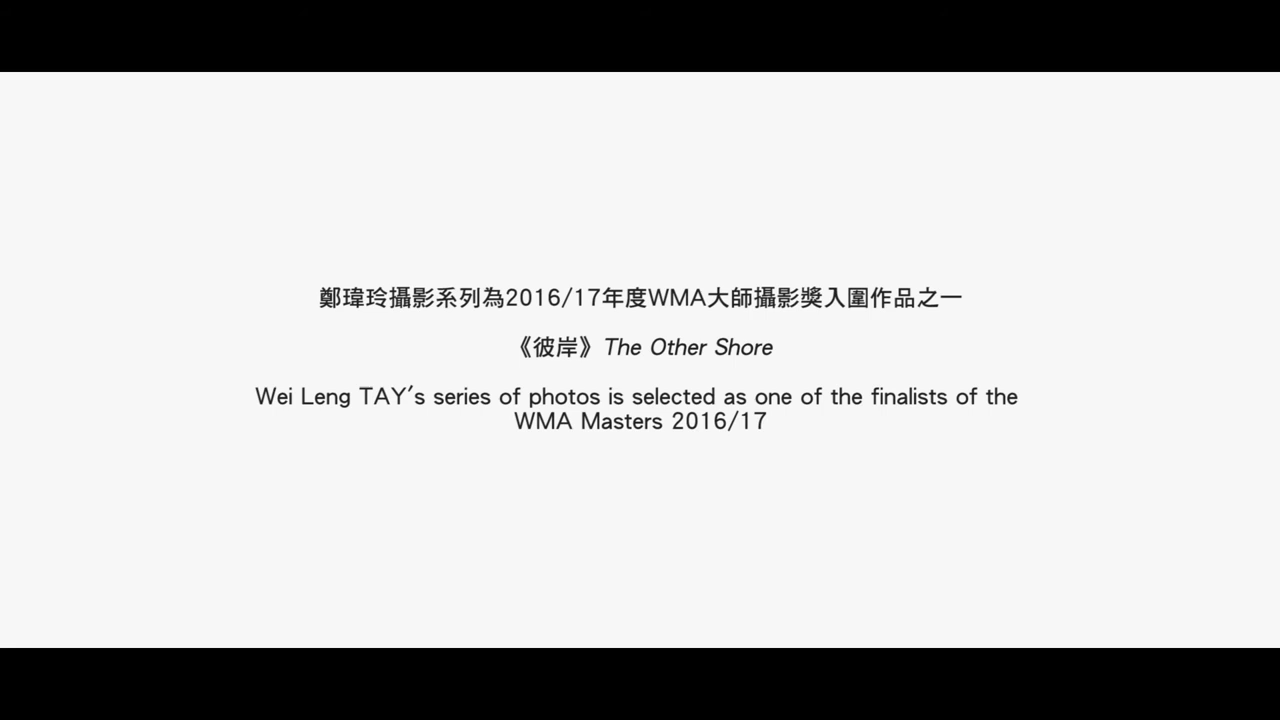 鄭瑋玲攝影系列為2016/17年度WMA大師攝影獎入圍作品之一
《彼岸》The Other Shore
Wei Leng TAY's series of photos is selected as one of the finalists of the
WMA Masters 2016/17